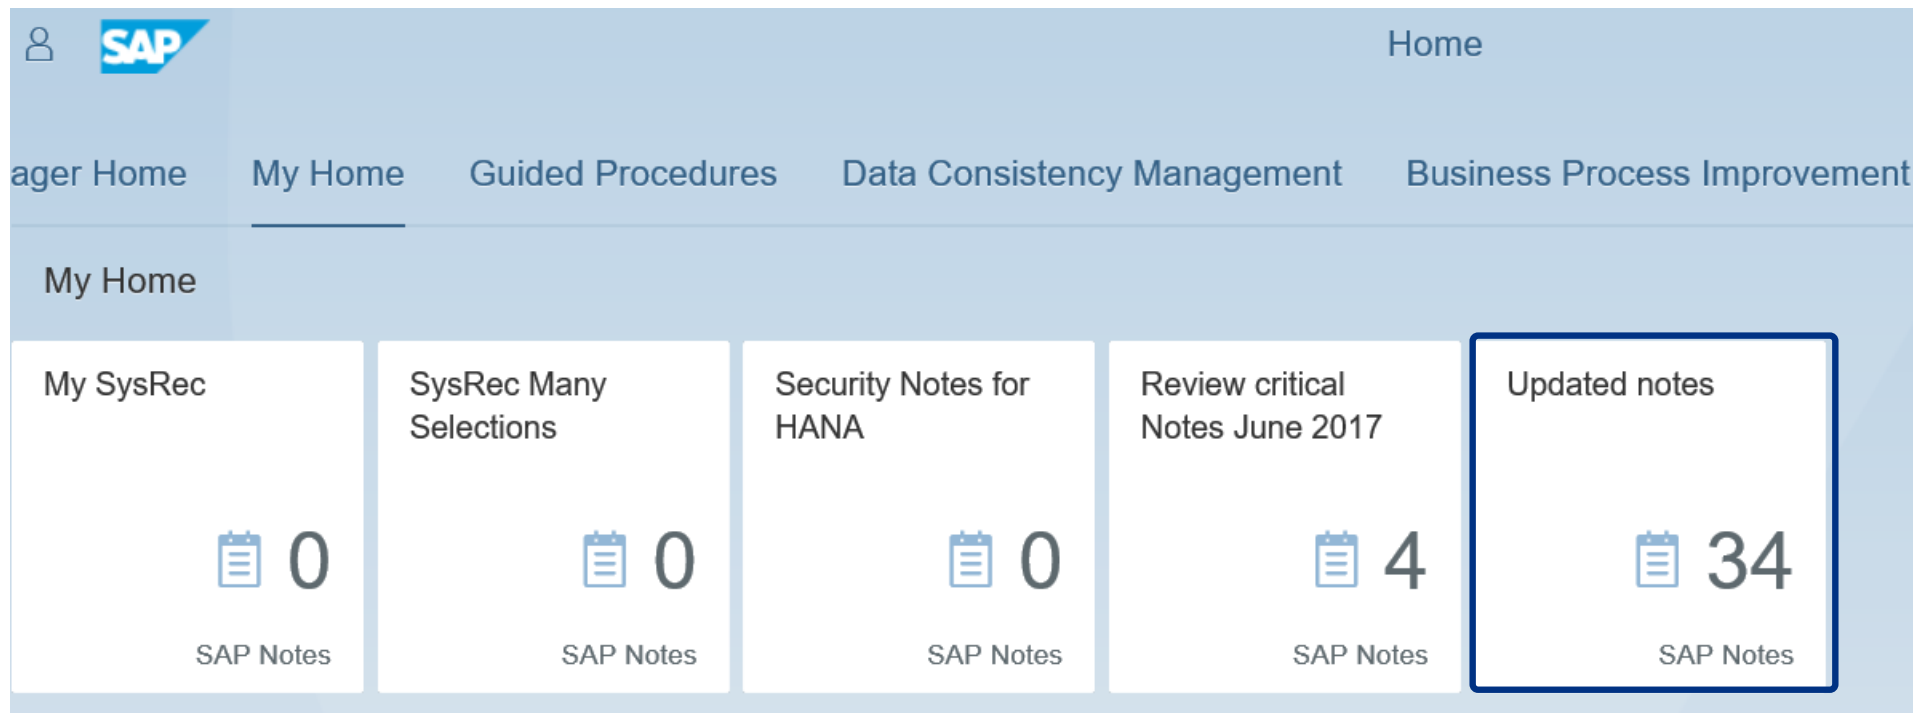 SAP
Home
ager Home My Home Guided Procedures Data Consistency Management Business Process Improvement
My Home
My SysRec
0
SAP Notes
SysRec Many
Selections
0
SAP Notes
Security Notes for
HANA
0
SAP Notes
Review critical
Notes June 2017
4
SAP Notes
Updated notes
34
SAP Notes